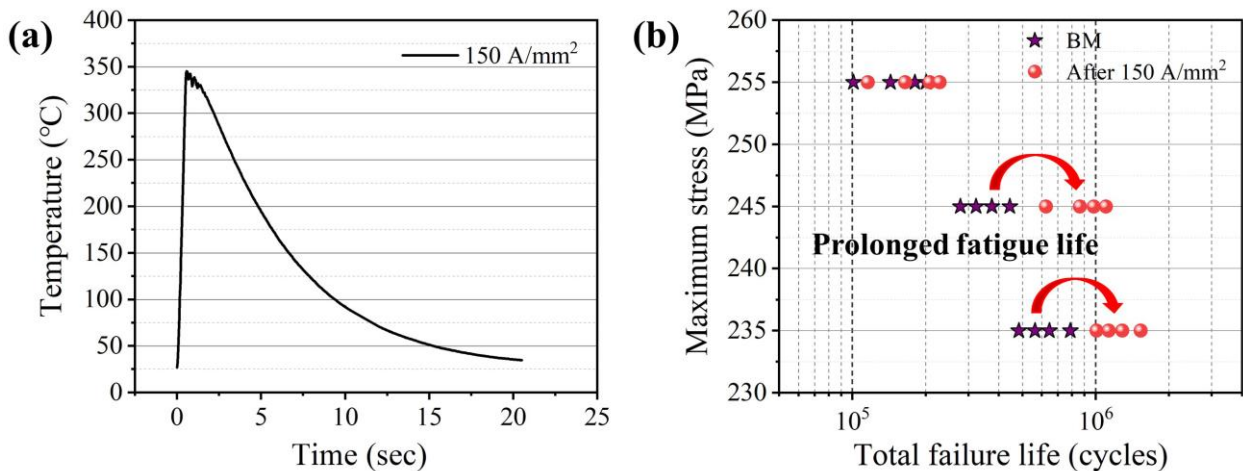 (a)
400
350
300
250
200
150
100
50
0
0 5 10 15 20 25
Temperature (°C)
Time (sec)
150 A/mm²
(b)
260
255
250
245
240
235
230
10⁵ 10⁶
Maximum stress (MPa)
Total failure life (cycles)
BM
After 150 A/mm²
Prolonged fatigue life